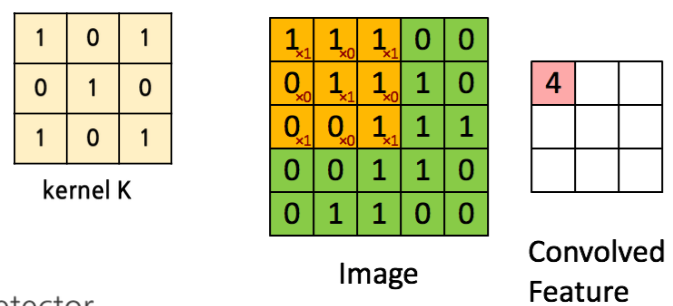 1 0 1
0 1 0
1 0 1
kernel K
1×1 1×0 1×1 0 0
0×0 1×1 1×0 1 0
0×1 0×0 1×1 1 1
0 0 1 1 0
0 1 1 0 0
Image
4
Convolved
Feature